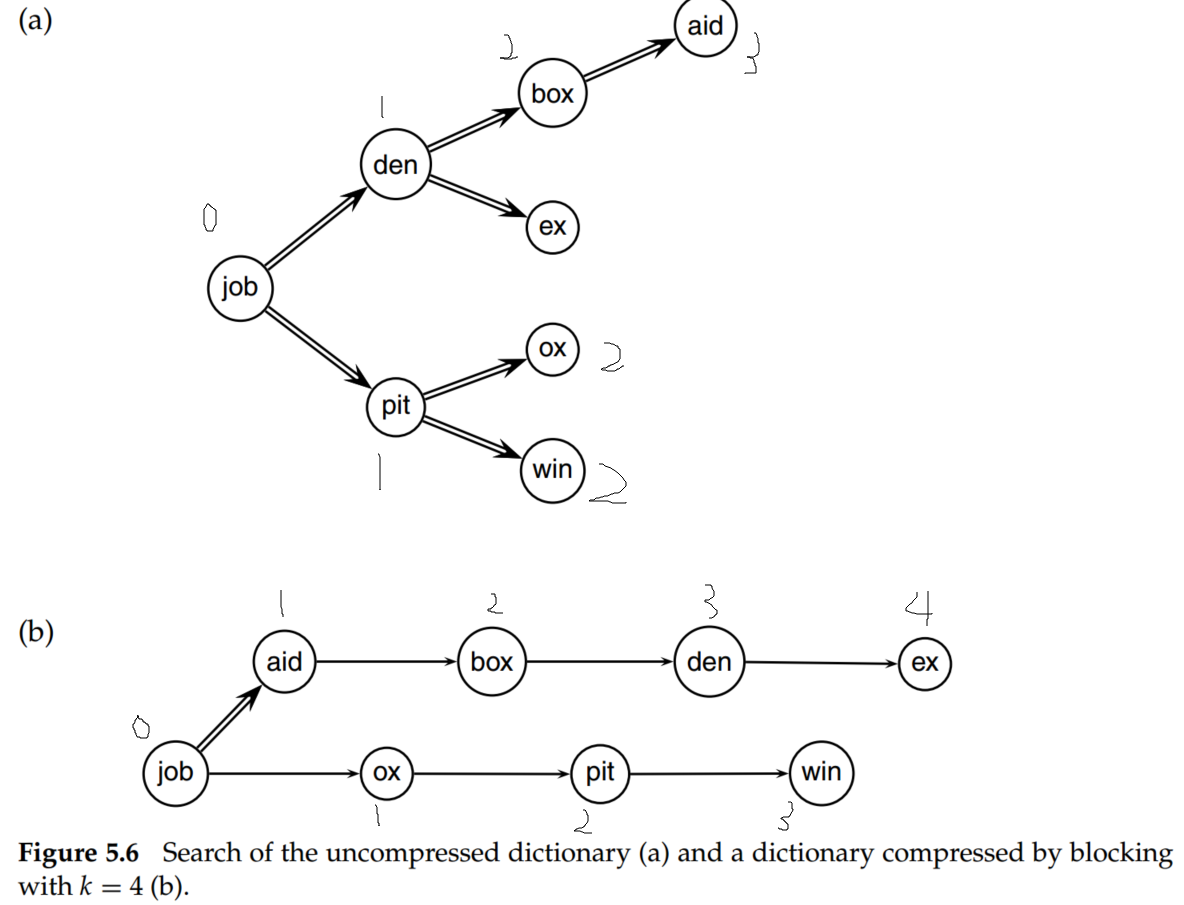 (a)
aid
3
2
box
1
den
0
ex
job
ox 2
pit
1
win 2
1 2 3 4
(b)
aid box den ex
0
job ox pit win
1 2 3
Figure 5.6 Search of the uncompressed dictionary (a) and a dictionary compressed by blocking
with k = 4 (b).